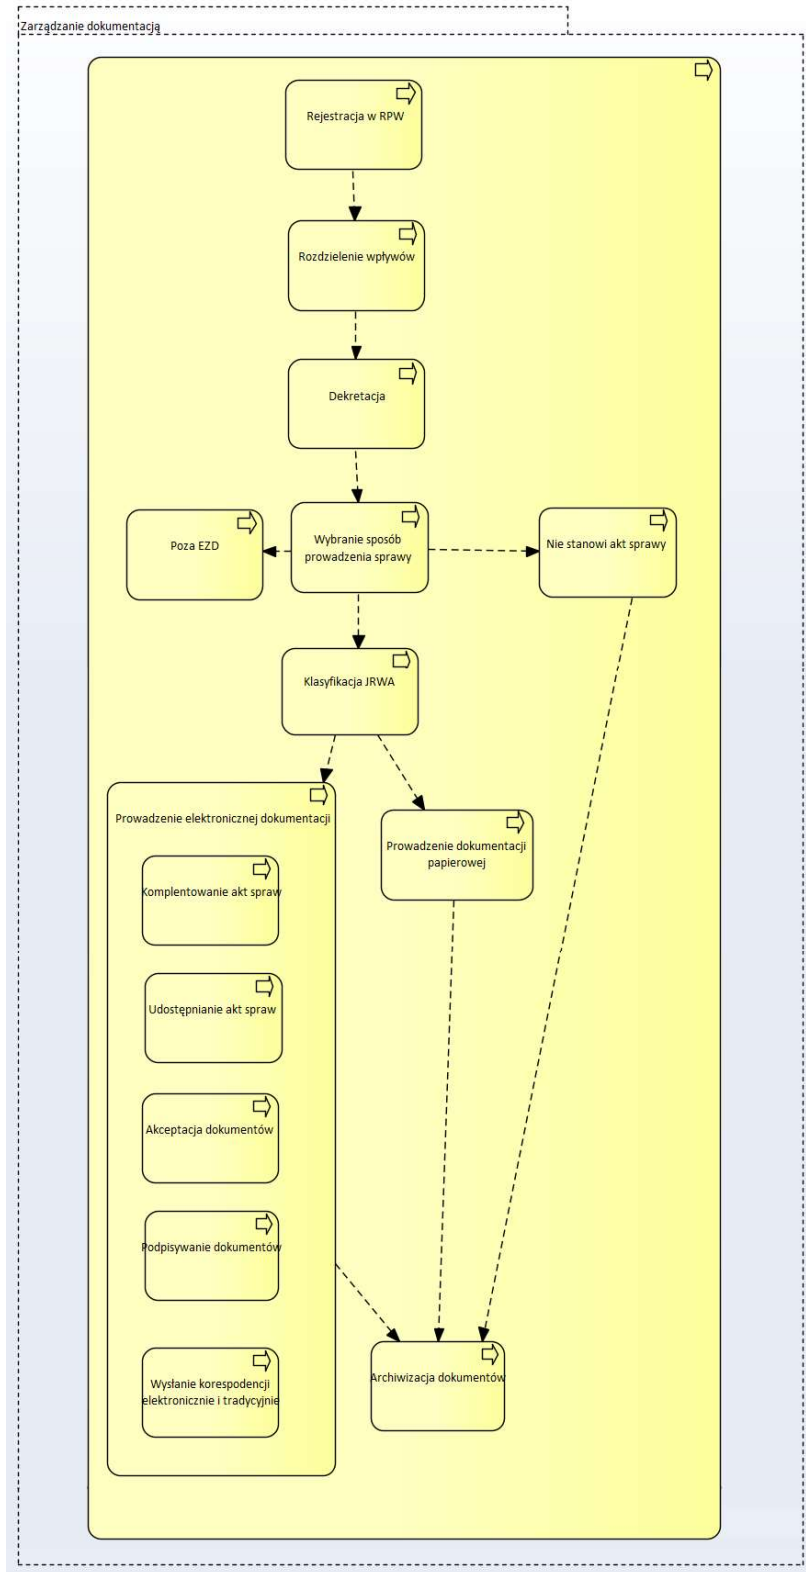 Zarządzanie dokumentacją
Rejestracja w RPW
Rozdzielenie wpływów
Dekretacja
Poza EZD
Wybranie sposób
prowadzenia sprawy
Nie stanowi akt sprawy
Klasyfikacja JRWA
Prowadzenie elektronicznej dokumentacji
Prowadzenie dokumentacji
papierowej
Komplentowanie akt spraw
Udostępnianie akt spraw
Akceptacja dokumentów
Podpisywanie dokumentów
Wysłanie korespodencji
elektronicznie i tradycyjnie
Archiwizacja dokumentów